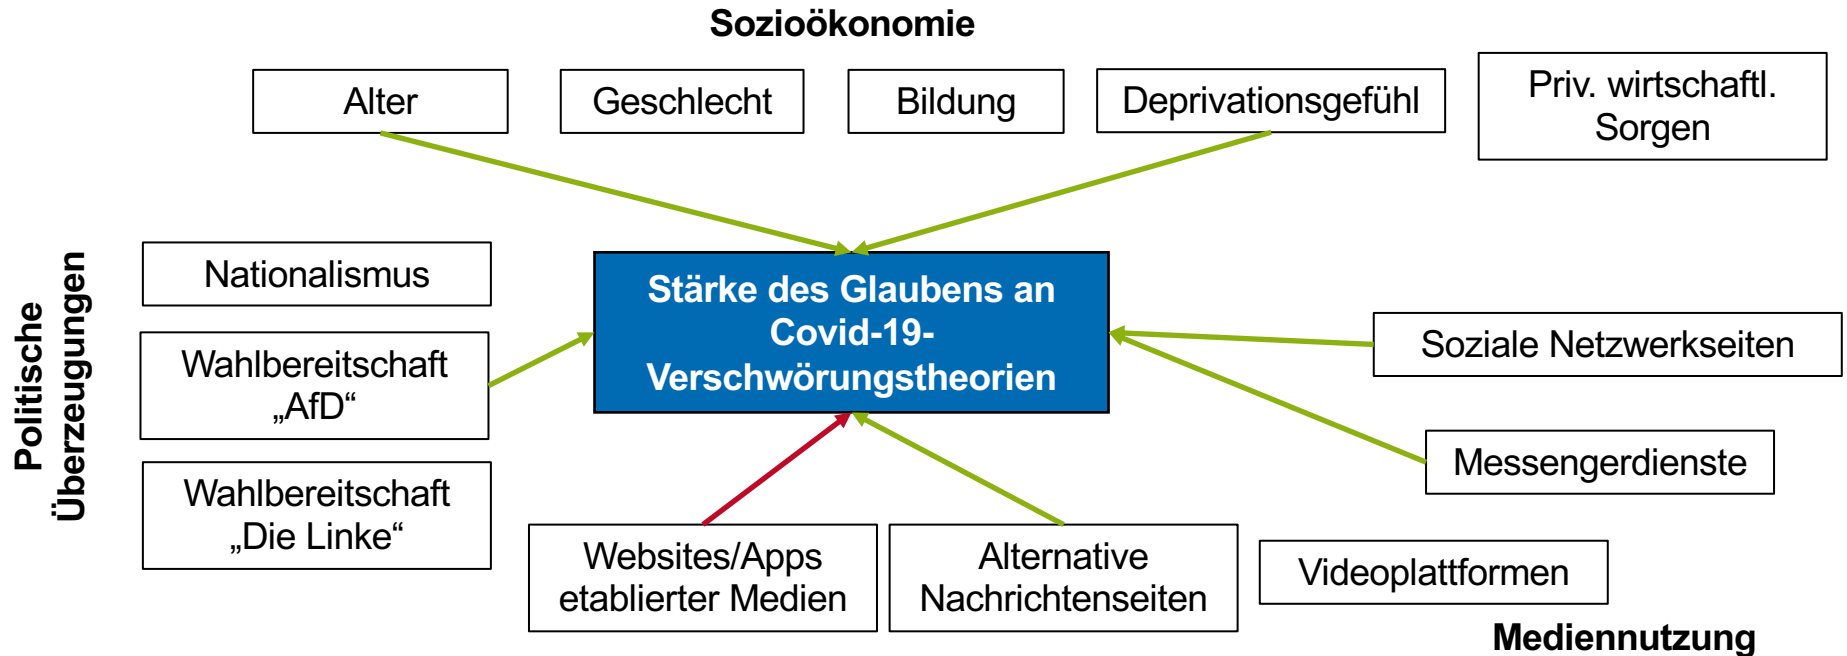 Sozioökonomie
Alter
Geschlecht
Bildung
Deprivationsgefühl
Priv. wirtschaftl.
Sorgen
Politische
Überzeugungen
Nationalismus
Wahlbereitschaft
„AfD“
Wahlbereitschaft
„Die Linke“
Stärke des Glaubens an
Covid-19-
Verschwörungstheorien
Soziale Netzwerkseiten
Messengerdienste
Websites/Apps
etablierter Medien
Alternative
Nachrichtenseiten
Videoplattformen
Mediennutzung